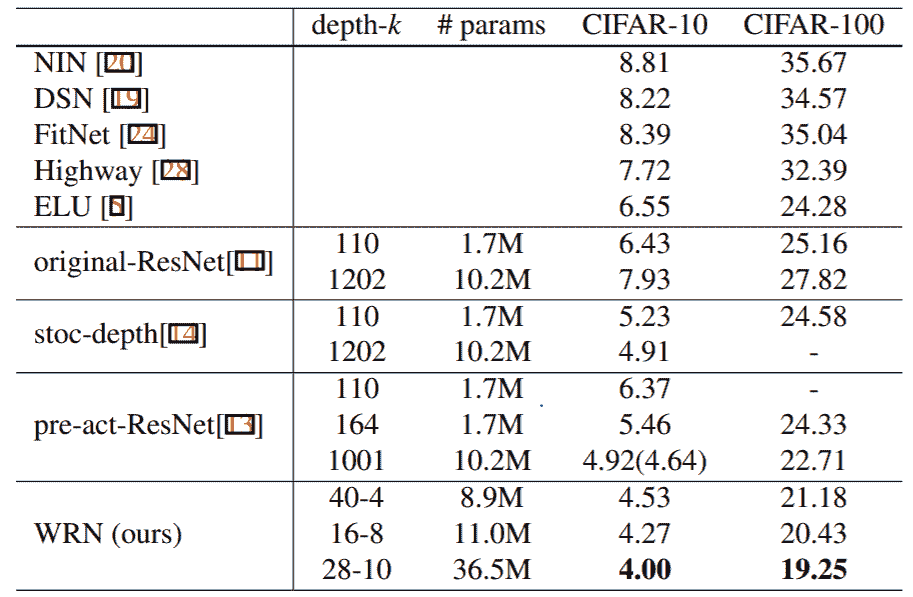 depth-k # params CIFAR-10 CIFAR-100
NIN [20] 8.81 35.67
DSN [19] 8.22 34.57
FitNet [24] 8.39 35.04
Highway [28] 7.72 32.39
ELU [5] 6.55 24.28
original-ResNet[11] 110 1.7M 6.43 25.16
1202 10.2M 7.93 27.82
stoc-depth[14] 110 1.7M 5.23 24.58
1202 10.2M 4.91 -
pre-act-ResNet[13] 110 1.7M 6.37 -
164 1.7M 5.46 24.33
1001 10.2M 4.92(4.64) 22.71
WRN (ours) 40-4 8.9M 4.53 21.18
16-8 11.0M 4.27 20.43
28-10 36.5M 4.00 19.25